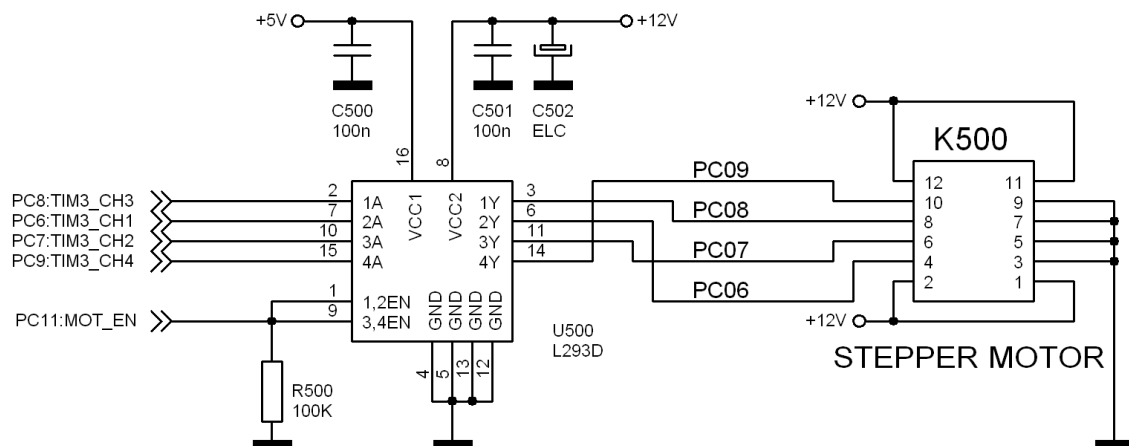 +5V
+12V
C500
100n
C501
100n
C502
ELC
16
8
VCC1
VCC2
PC8:TIM3_CH3
PC6:TIM3_CH1
PC7:TIM3_CH2
PC9:TIM3_CH4
PC11:MOT_EN
2
7
10
15
1
9
1A
2A
3A
4A
1,2EN
3,4EN
1Y
2Y
3Y
4Y
3
6
11
14
GND
GND
GND
GND
4
5
13
12
U500
L293D
R500
100K
PC09
PC08
PC07
PC06
+12V
K500
12 11
10 9
8 7
6 5
4 3
2 1
+12V
STEPPER MOTOR